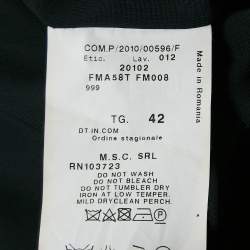 COM.P/2010/00596/F
Etic. Lav. 012
20102
FMA58T FM008
999
Made in Romania
TG. 42
DT.IN.COM
Ordine stagionale
M.S.C. SRL
RN103723
DO NOT WASH
DO NOT BLEACH
DO NOT TUMBLE DRY
IRON AT LOW TEMPER.
MILD DRYCLEAN PERCH.